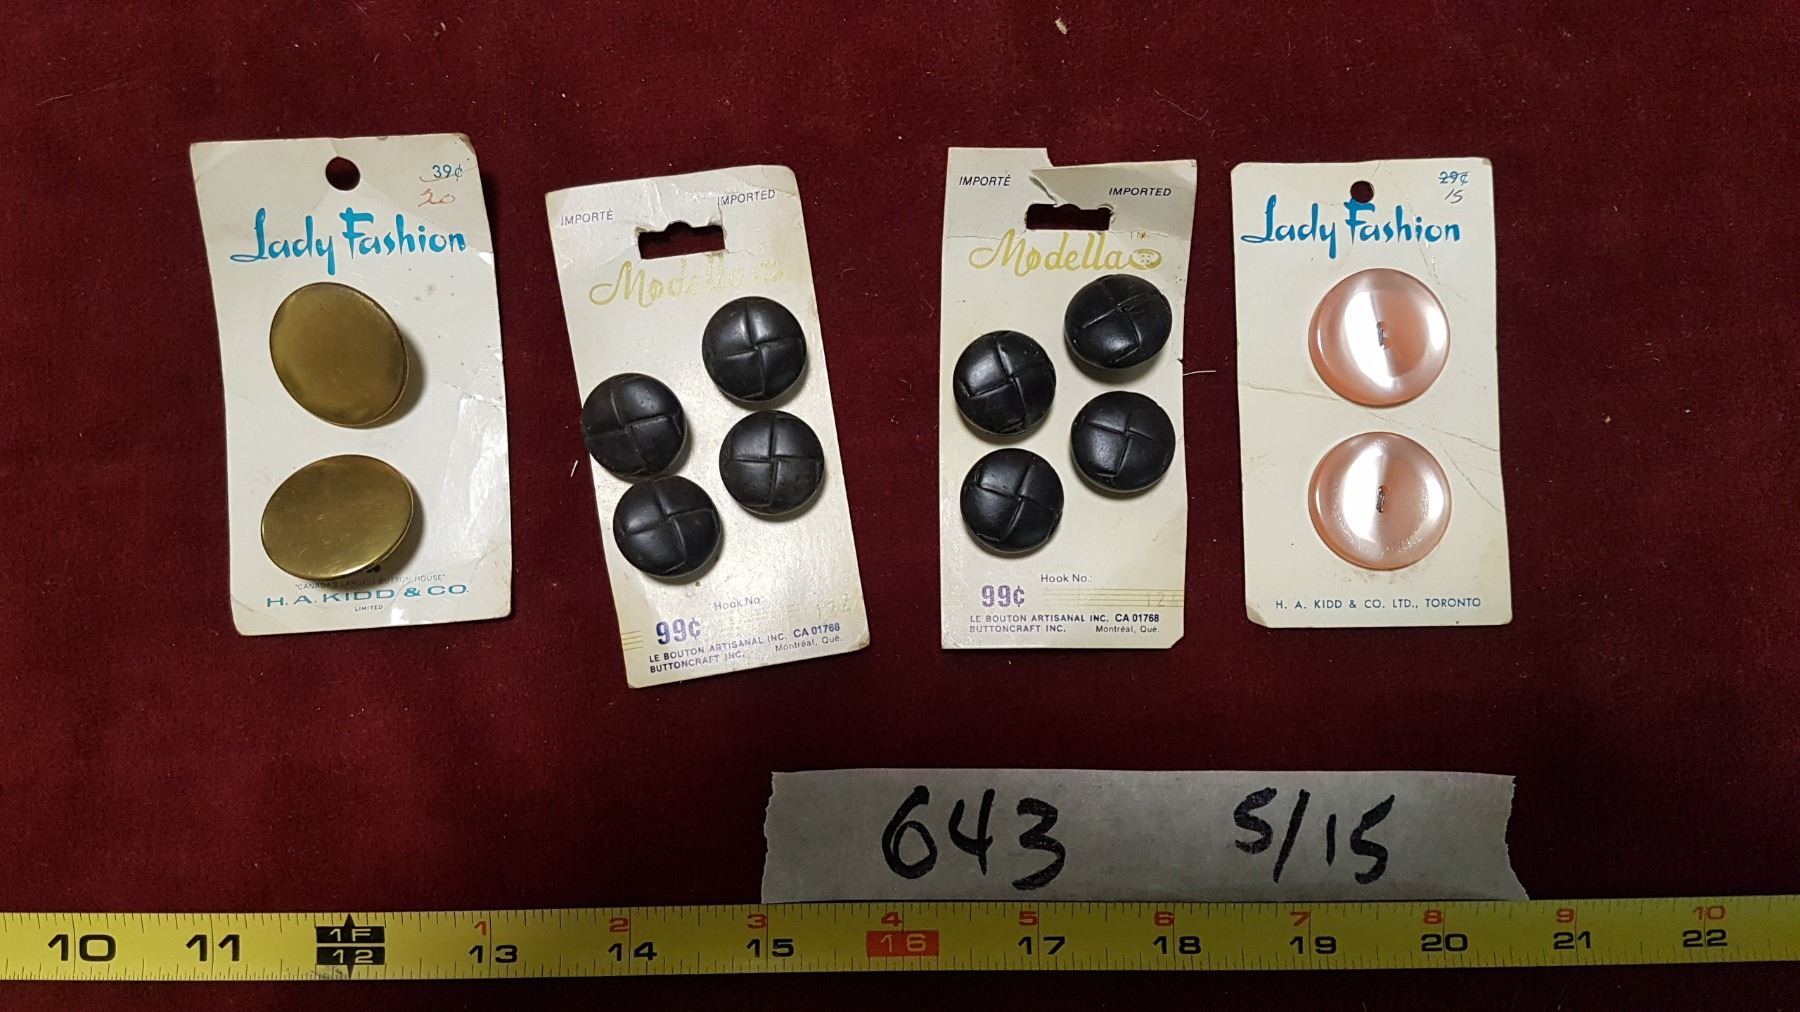 39¢
20
Lady Fashion
"CANADA'S LARGEST BUTTON HOUSE"
H. A. KIDD & CO.
LIMITED
IMPORTÉ IMPORTED
Modella
Hook No.:
99¢
LE BOUTON ARTISANAL INC. CA 01768
BUTTONCRAFT INC. Montréal, Qué.
IMPORTÉ IMPORTED
Modella TM
Hook No.:
99¢
LE BOUTON ARTISANAL INC. CA 01768
BUTTONCRAFT INC. Montréal, Qué.
29¢
15
Lady Fashion
H. A. KIDD & CO. LTD., TORONTO
643 5/15
1F 1 2 3 4 5 6 7 8 9 10
10 11 12 13 14 15 16 17 18 19 20 21 22